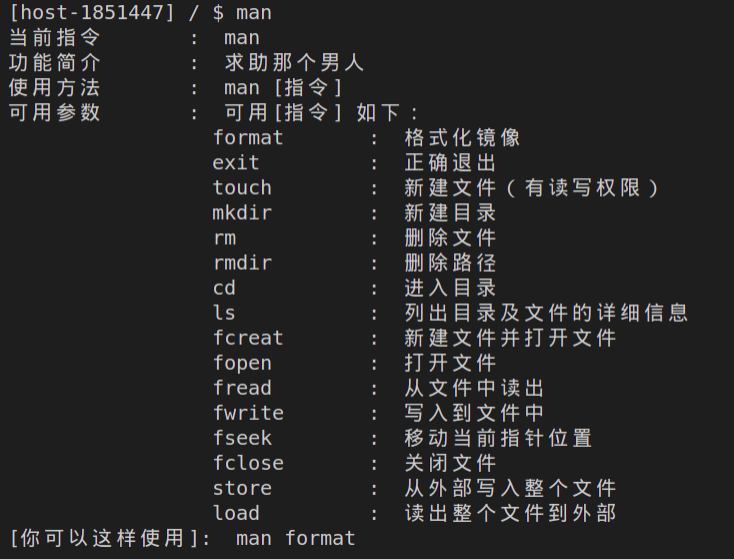 [host-1851447] / $ man
当前指令 : man
功能简介 : 求助那个男人
使用方法 : man [指令]
可用参数 : 可用[指令] 如下：
format : 格式化镜像
exit : 正确退出
touch : 新建文件（有读写权限）
mkdir : 新建目录
rm : 删除文件
rmdir : 删除路径
cd : 进入目录
ls : 列出目录及文件的详细信息
fcreat : 新建文件并打开文件
fopen : 打开文件
fread : 从文件中读出
fwrite : 写入到文件中
fseek : 移动当前指针位置
fclose : 关闭文件
store : 从外部写入整个文件
load : 读出整个文件到外部
[你可以这样使用]: man format